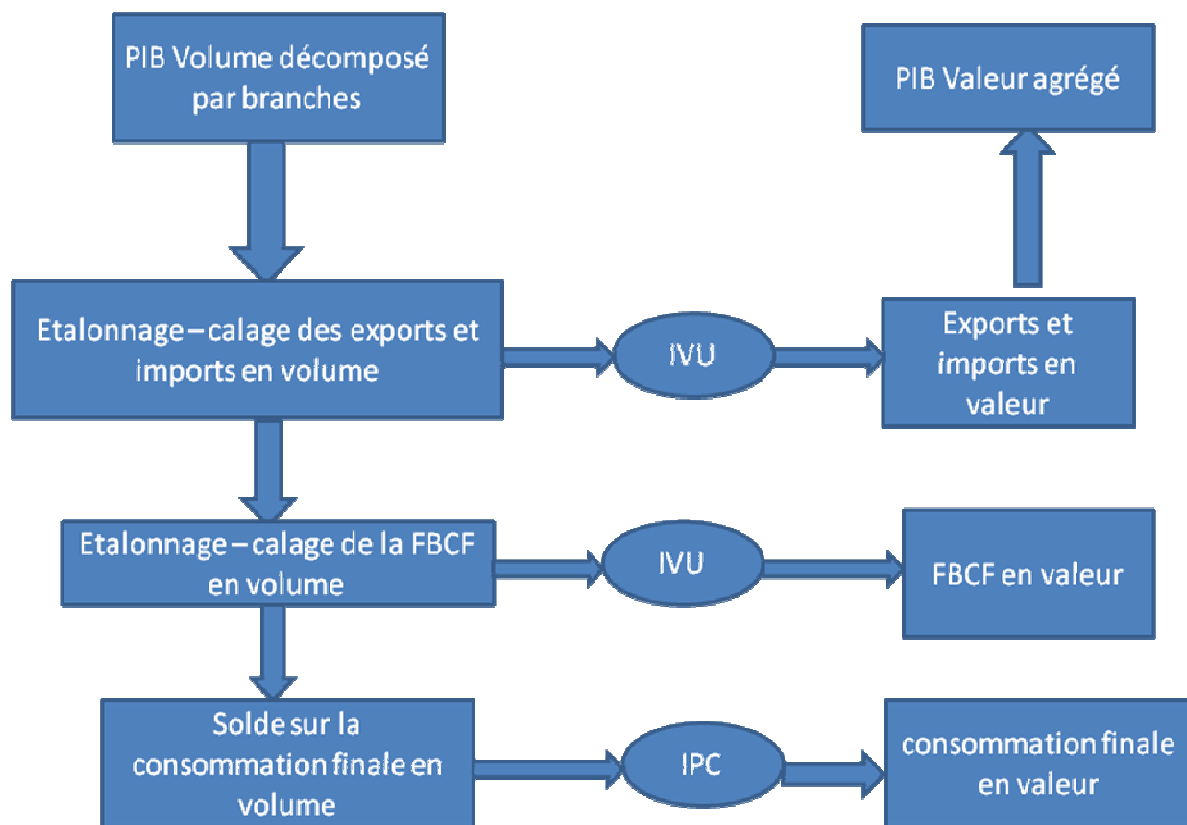 PIB Volume décomposé
par branches
PIB Valeur agrégé
Etalonnage – calage des exports et
imports en volume
IVU
Exports et
imports en
valeur
Etalonnage – calage de la FBCF
en volume
IVU
FBCF en valeur
Solde sur la
consommation finale en
volume
IPC
consommation finale
en valeur